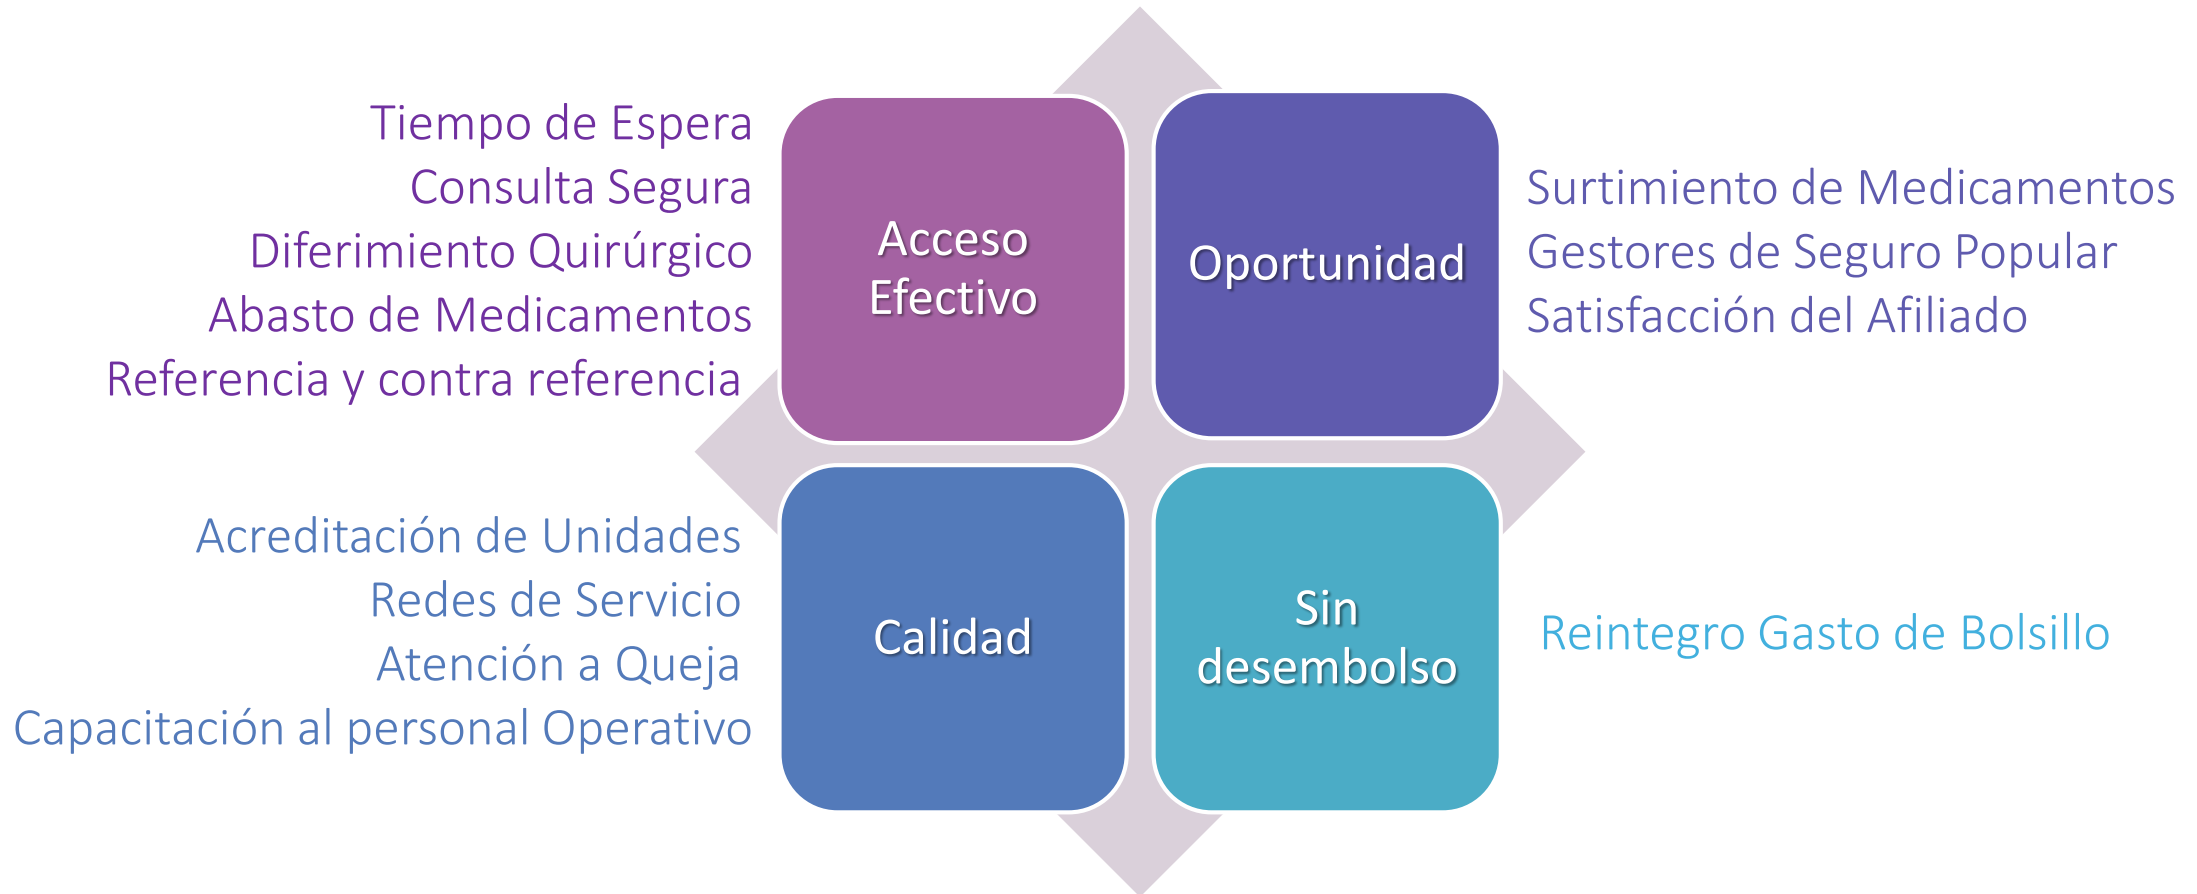 Tiempo de Espera
Consulta Segura
Diferimiento Quirúrgico
Abasto de Medicamentos
Referencia y contra referencia
Acceso
Efectivo
Oportunidad
Surtimiento de Medicamentos
Gestores de Seguro Popular
Satisfacción del Afiliado
Acreditación de Unidades
Redes de Servicio
Atención a Queja
Capacitación al personal Operativo
Calidad
Sin
desembolso
Reintegro Gasto de Bolsillo